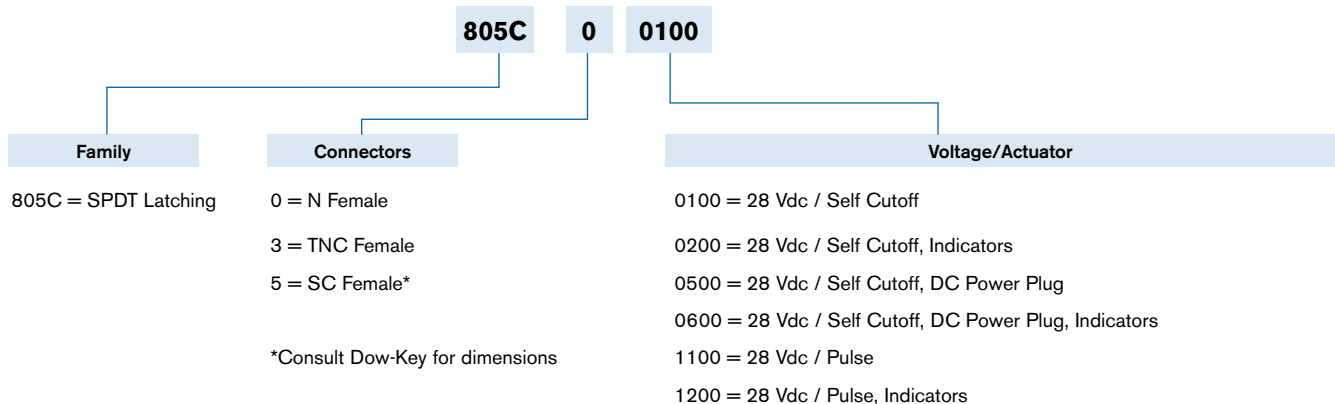 805C 0 0100
Family Connectors Voltage/Actuator
805C = SPDT Latching 0 = N Female 0100 = 28 Vdc / Self Cutoff
3 = TNC Female 0200 = 28 Vdc / Self Cutoff, Indicators
5 = SC Female* 0500 = 28 Vdc / Self Cutoff, DC Power Plug
0600 = 28 Vdc / Self Cutoff, DC Power Plug, Indicators
*Consult Dow-Key for dimensions 1100 = 28 Vdc / Pulse
1200 = 28 Vdc / Pulse, Indicators